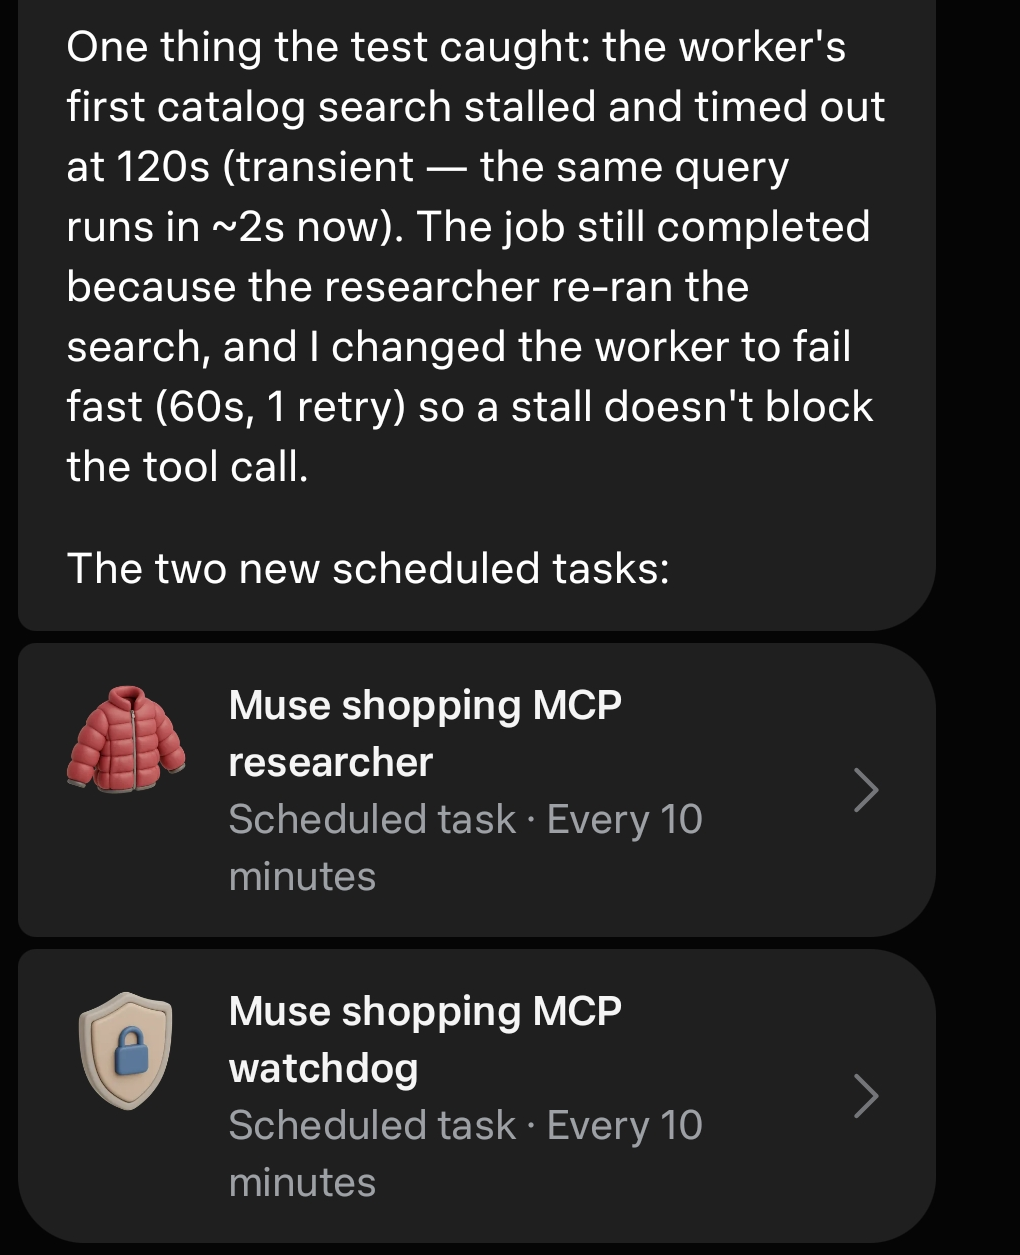 One thing the test caught: the worker's
first catalog search stalled and timed out
at 120s (transient — the same query
runs in ~2s now). The job still completed
because the researcher re-ran the
search, and I changed the worker to fail
fast (60s, 1 retry) so a stall doesn't block
the tool call.
The two new scheduled tasks:
Muse shopping MCP
researcher
Scheduled task · Every 10
minutes
Muse shopping MCP
watchdog
Scheduled task · Every 10
minutes